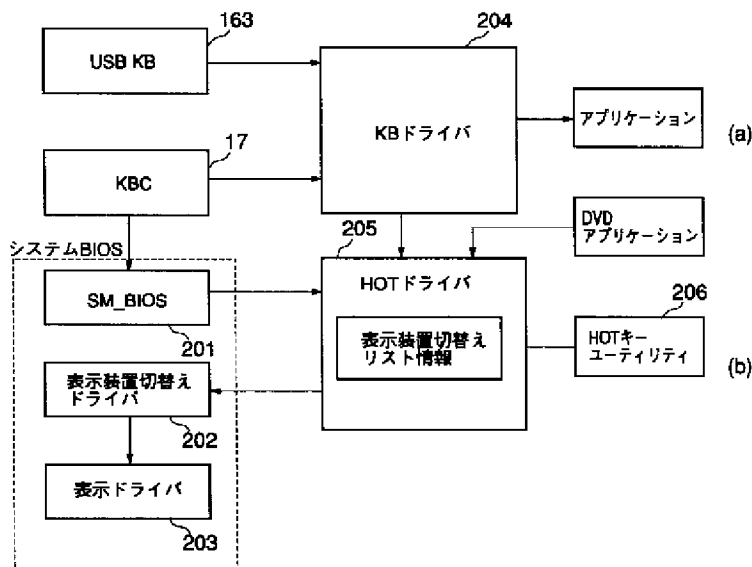 163
USB KB
204
KBドライバ
アプリケーション
(a)
17
KBC
DVD
アプリケーション
システムBIOS
205
HOTドライバ
SM_BIOS
201
表示装置切替え
リスト情報
206
HOTキー
ユーティリティ
(b)
表示装置切替え
ドライバ
202
表示ドライバ
203